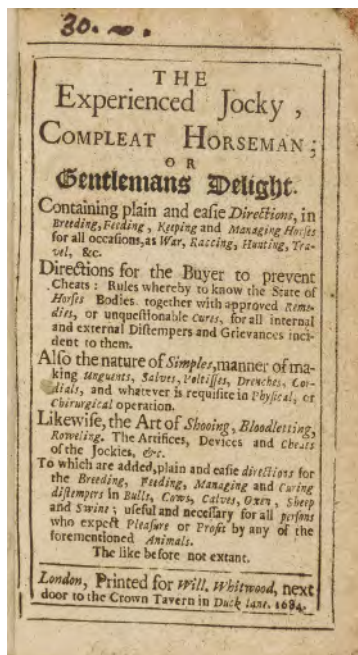 30.
THE
Experienced Jocky,
COMPLEAT HORSEMAN;
OR
Gentlemans Delight.
Containing plain and easie Directions, in
Breeding, Feeding, Keeping and Managing Horses
for all occasions, as War, Raceing, Hunting, Tra-
vel, &c.
Directions for the Buyer to prevent
Cheats: Rules whereby to know the State of
Horses Bodies together with approved Reme-
dies, or unquestionable Cures, for all internal
and external Distempers and Grievances inci-
dent to them.
Also the nature of Simples, manner of ma-
king Unguents, Salves, Poltisses, Drenches, Cor-
dials, and whatever is requisite in Physical, or
Chirurgical operation.
Likewise, the Art of Shooing, Bloodletting,
Roweling. The Artifices, Devices and Cheats
of the Jockies, &c.
To which are added, plain and easie directions for
the Breeding, Feeding, Managing and Curing
distempers in Bulls, Cows, Calves, Oxen, Sheep
and Swine; useful and necessary for all persons
who expect Pleasure or Profit by any of the
forementioned Animals.
The like before not extant.
London, Printed for Will. Whitwood, next
door to the Crown Tavern in Duck lane. 1684.